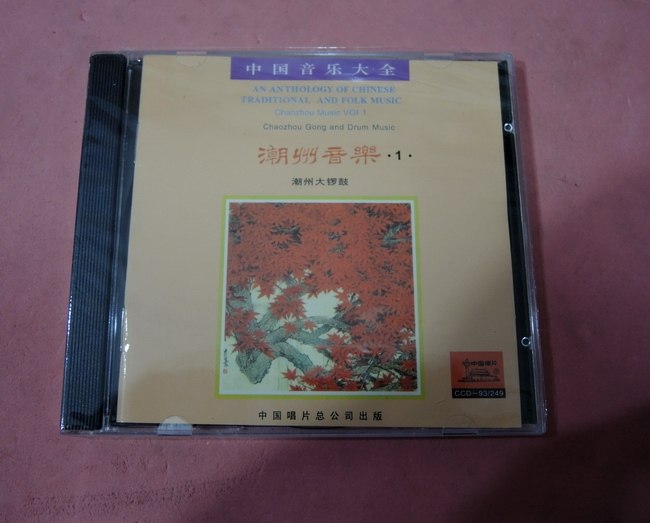 中国音乐大全
AN ANTHOLOGY OF CHINESE
TRADITIONAL AND FOLK MUSIC
Chaozhou Music VOl 1
Chaozhou Gong and Drum Music
潮州音樂·1·
潮州大锣鼓
中国唱片
CCD-93/249
中国唱片总公司出版